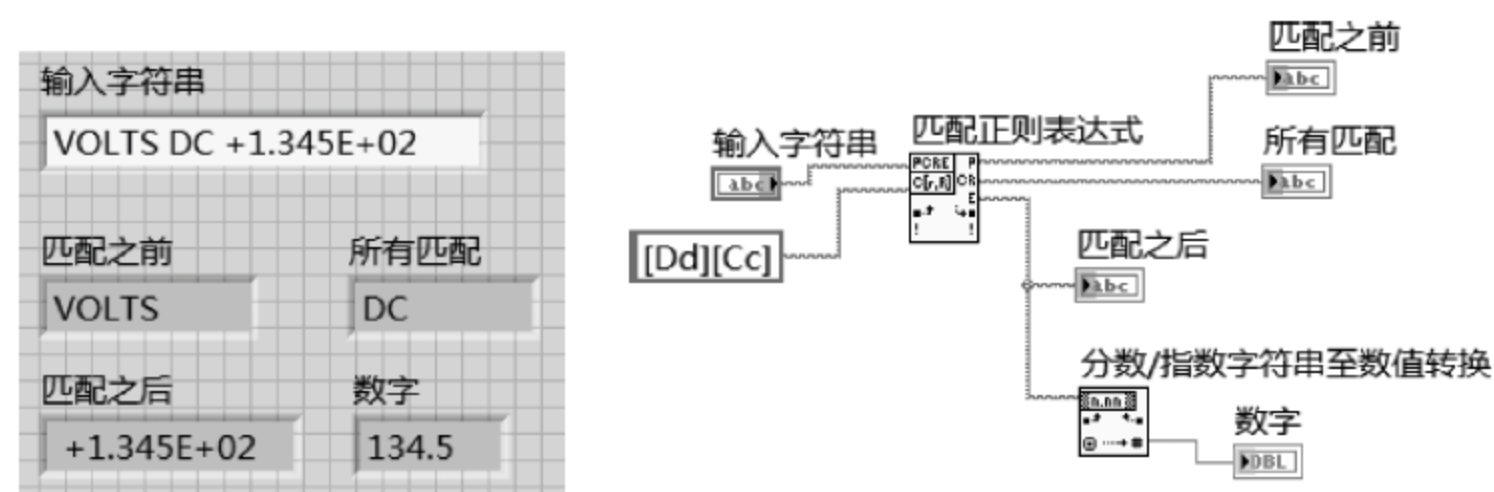 输入字符串
VOLTS DC +1.345E+02
匹配之前
所有匹配
VOLTS
DC
匹配之后
数字
+1.345E+02
134.5
匹配之前
abc
匹配正则表达式
所有匹配
输入字符串
abc
abc
[Dd][Cc]
匹配之后
abc
分数/指数字符串至数值转换
数字
DBL